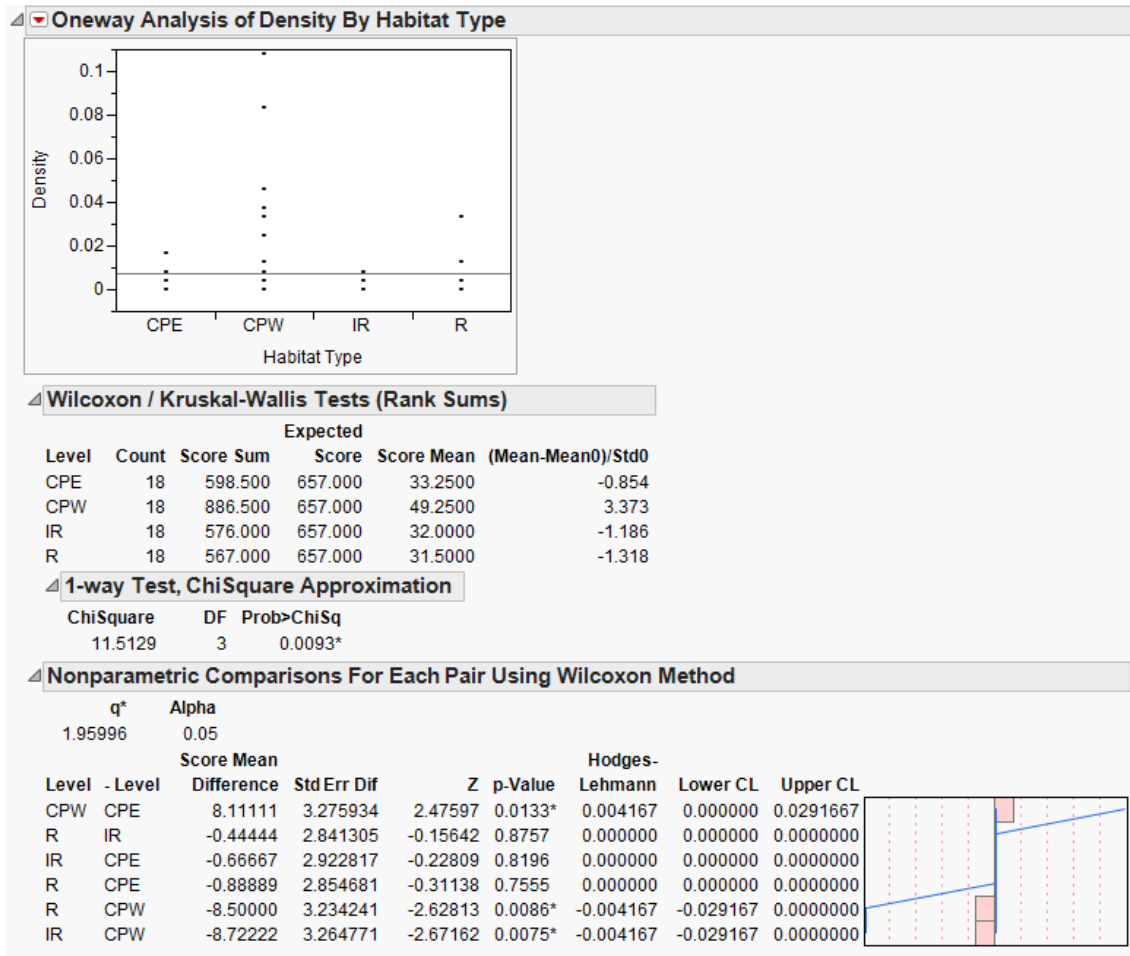 Oneway Analysis of Density By Habitat Type
0.1
0.08
0.06
0.04
0.02
0
Density
CPE CPW IR R
Habitat Type
Wilcoxon / Kruskal-Wallis Tests (Rank Sums)
Expected
Level Count Score Sum Score Score Mean (Mean-Mean0)/Std0
CPE 18 598.500 657.000 33.2500 -0.854
CPW 18 886.500 657.000 49.2500 3.373
IR 18 576.000 657.000 32.0000 -1.186
R 18 567.000 657.000 31.5000 -1.318
1-way Test, ChiSquare Approximation
ChiSquare DF Prob>ChiSq
11.5129 3 0.0093*
Nonparametric Comparisons For Each Pair Using Wilcoxon Method
q* Alpha
1.95996 0.05
Score Mean Hodges-
Level - Level Difference Std Err Dif Z p-Value Lehmann Lower CL Upper CL
CPW CPE 8.11111 3.275934 2.47597 0.0133* 0.004167 0.000000 0.0291667
R IR -0.44444 2.841305 -0.15642 0.8757 0.000000 0.000000 0.0000000
IR CPE -0.66667 2.922817 -0.22809 0.8196 0.000000 0.000000 0.0000000
R CPE -0.88889 2.854681 -0.31138 0.7555 0.000000 0.000000 0.0000000
R CPW -8.50000 3.234241 -2.62813 0.0086* -0.004167 -0.029167 0.0000000
IR CPW -8.72222 3.264771 -2.67162 0.0075* -0.004167 -0.029167 0.0000000